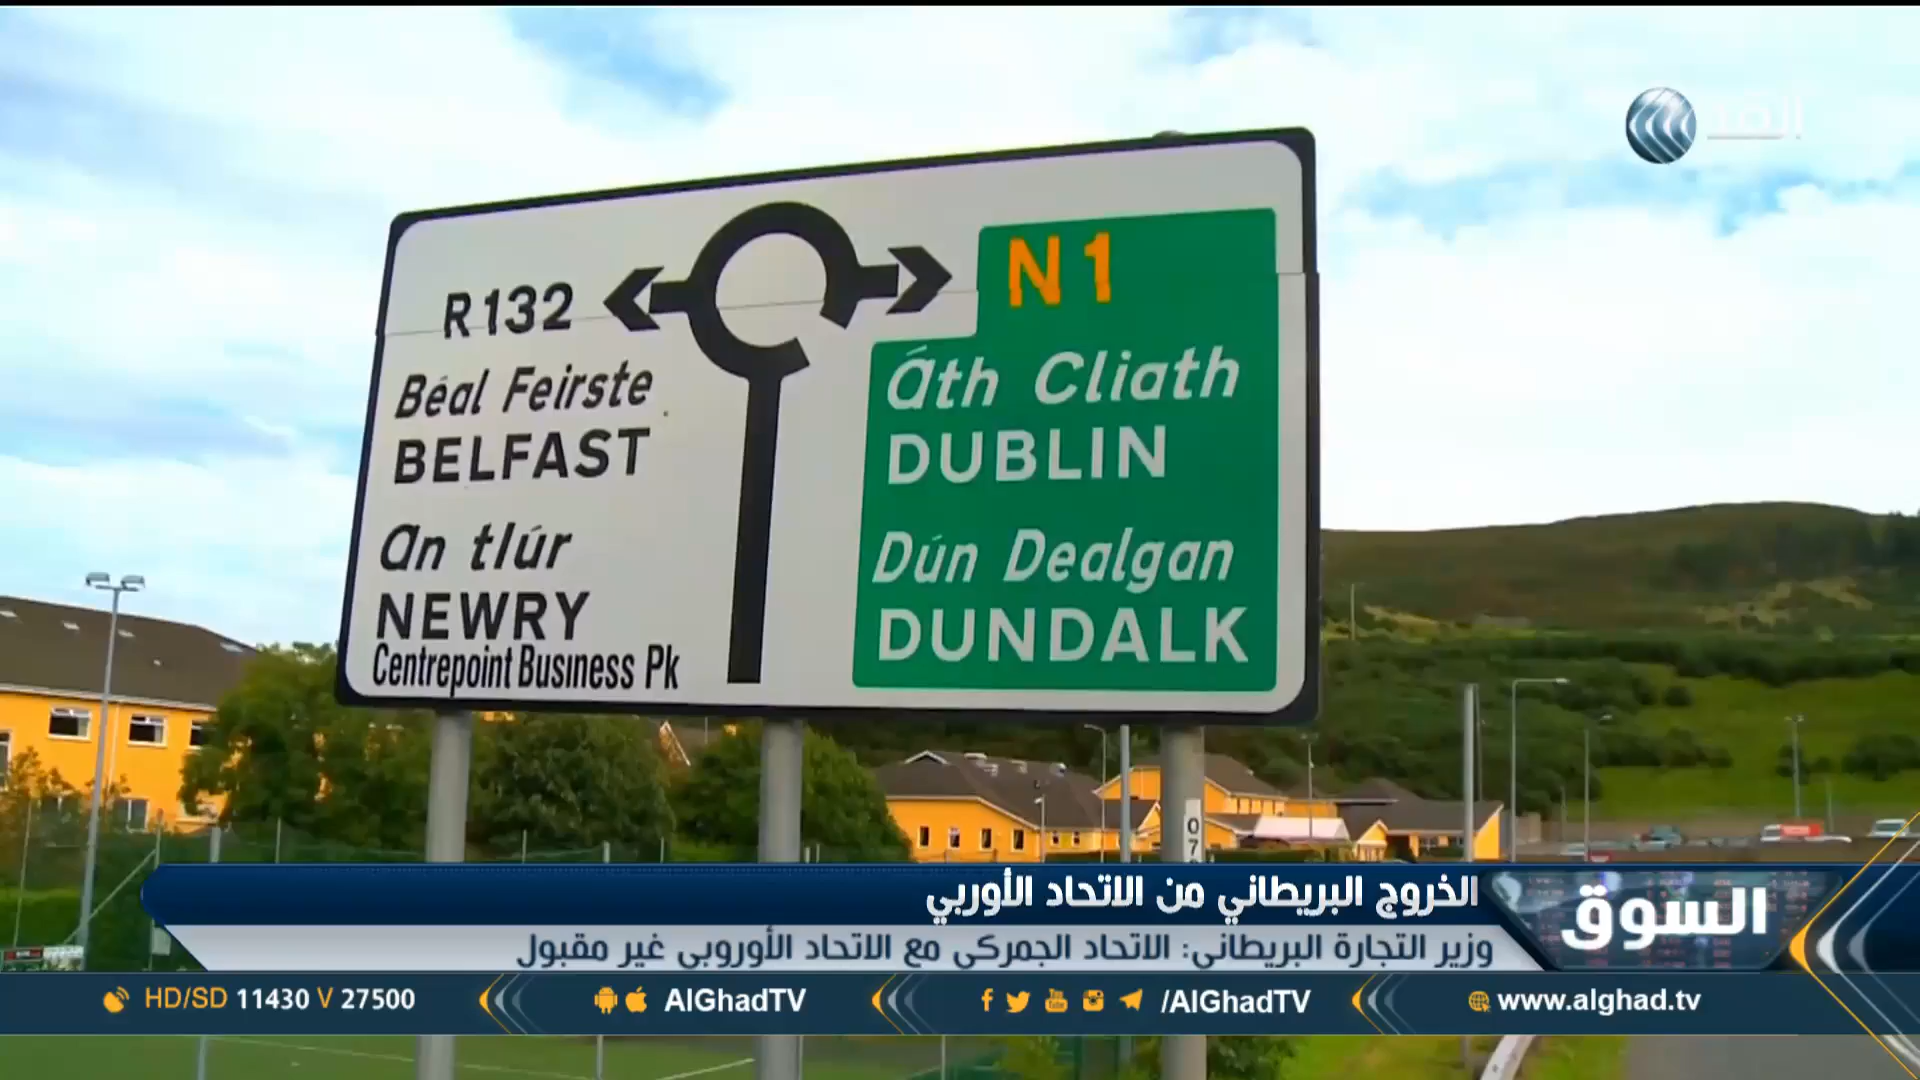 الغد
R132
Béal Feirste
BELFAST
An tIúr
NEWRY
Centrepoint Business Pk
N1
Áth Cliath
DUBLIN
Dún Dealgan
DUNDALK
07
الخروج البريطاني من الاتحاد الأوربي
السوق
وزير التجارة البريطاني: الاتحاد الجمركي مع الاتحاد الأوروبي غير مقبول
HD/SD 11430 V 27500
AlGhadTV
/AlGhadTV
www.alghad.tv